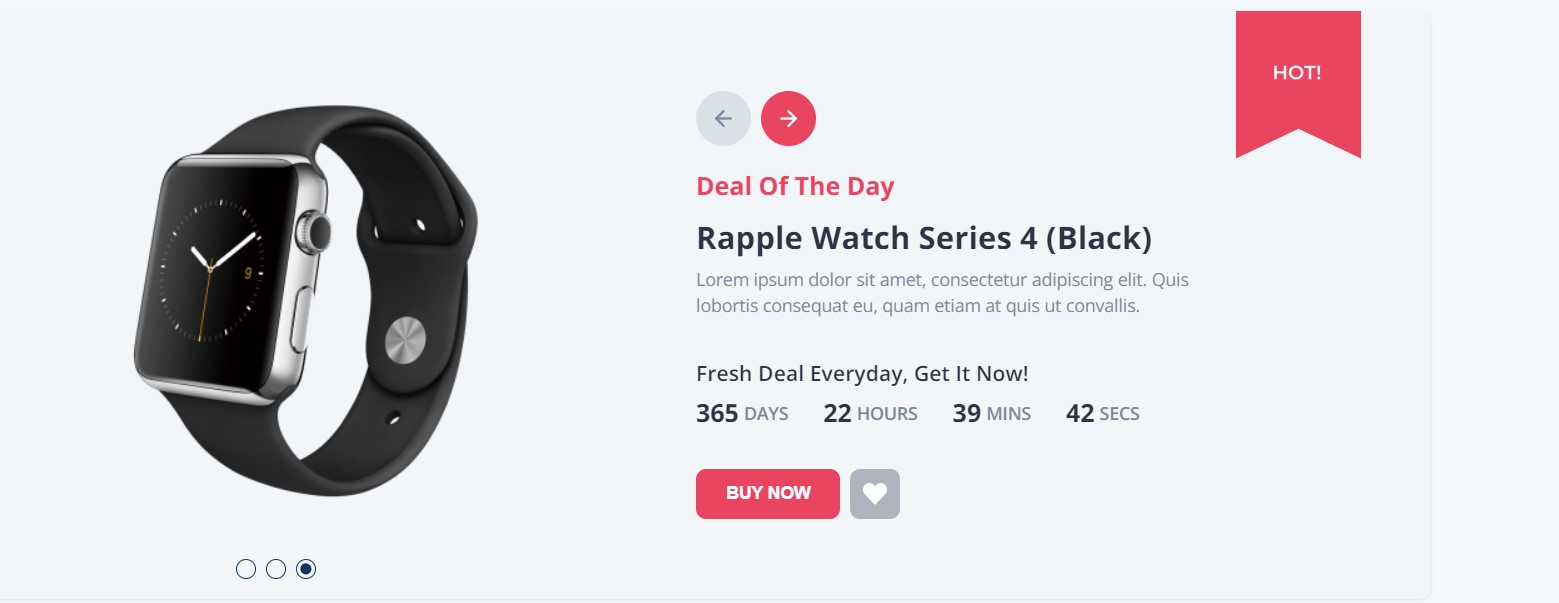 HOT!
Deal Of The Day
Rapple Watch Series 4 (Black)
Lorem ipsum dolor sit amet, consectetur adipiscing elit. Quis
lobortis consequat eu, quam etiam at quis ut convallis.
Fresh Deal Everyday, Get It Now!
365 DAYS 22 HOURS 39 MINS 42 SECS
BUY NOW
9